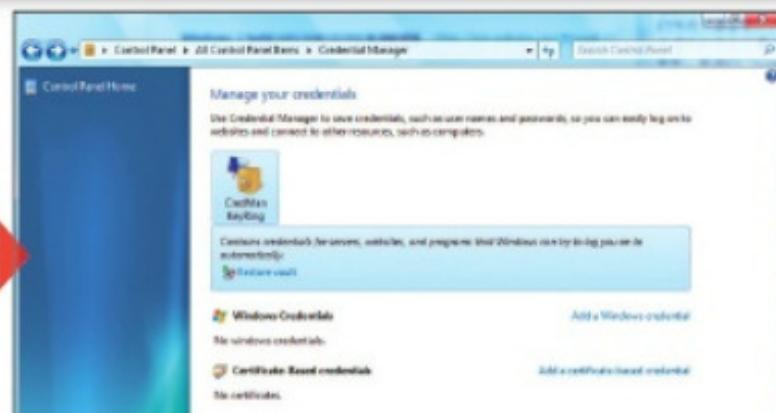 Control Panel ▸ All Control Panel Items ▸ Credential Manager
Search Control Panel
Control Panel Home
Manage your credentials
Use Credential Manager to save credentials, such as user names and passwords, so you can easily log on to
websites and connect to other resources, such as computers.
CredMan
KeyRing
Contains credentials for servers, websites, and programs that Windows can try to log you on to
automatically.
Restore vault
Windows Credentials
Add a Windows credential
No windows credentials.
Certificate-Based credentials
Add a certificate-based credential
No certificates.